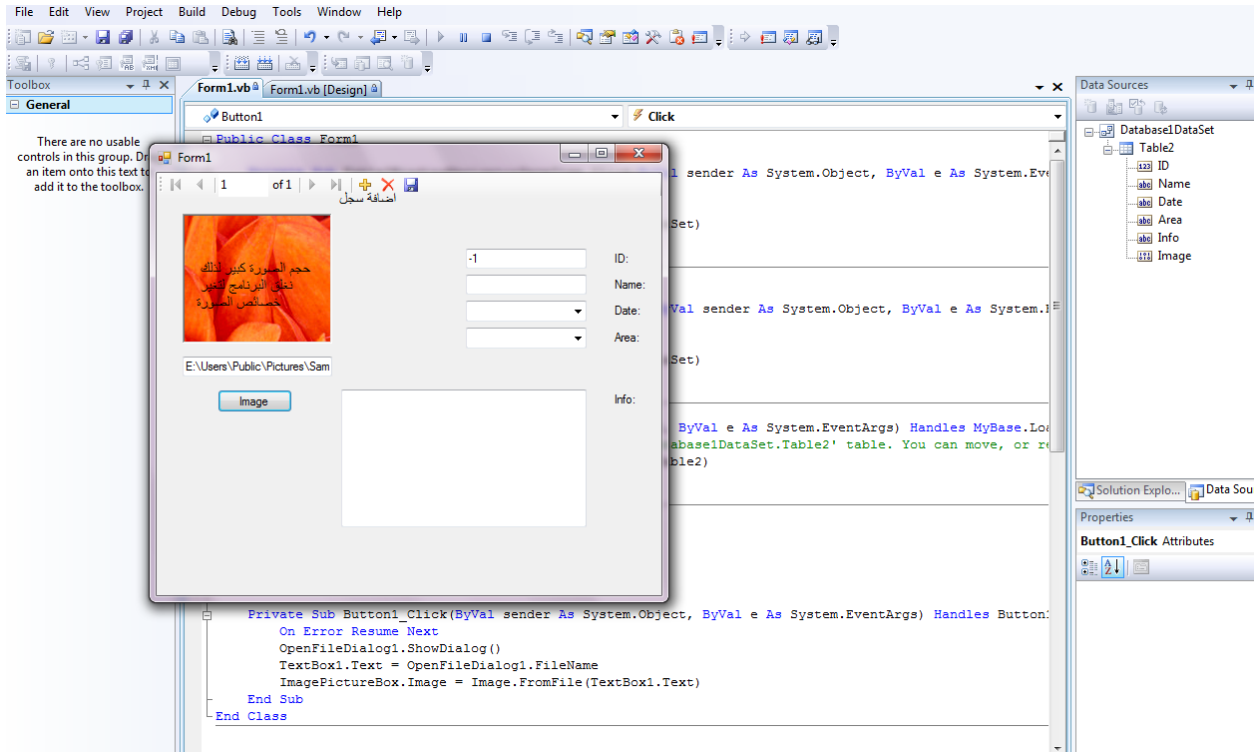 File Edit View Project Build Debug Tools Window Help
Toolbox
General
There are no usable
controls in this group.
an item onto this text to
add it to the toolbox.
Form1.vb Form1.vb [Design]
Button1 Click
Public Class Form1
sender As System.Object, ByVal e As System.Eve
Set)
Val sender As System.Object, ByVal e As System.
Set)
ByVal e As System.EventArgs) Handles MyBase.Loa
abase1DataSet.Table2' table. You can move, or re
ble2)
Private Sub Button1_Click(ByVal sender As System.Object, ByVal e As System.EventArgs) Handles Button
On Error Resume Next
OpenFileDialog1.ShowDialog()
TextBox1.Text = OpenFileDialog1.FileName
ImagePictureBox.Image = Image.FromFile(TextBox1.Text)
End Sub
End Class
Form1
1 of 1
اضافة سجل
حجم الصورة كبير لذلك
نغلق البرنامج لتغير
خصائص الصورة
-1 ID:
Name:
Date:
Area:
E:\Users\Public\Pictures\Sam
Image
Info:
Data Sources
Database1DataSet
Table2
ID
Name
Date
Area
Info
Image
Solution Explo... Data Sou
Properties
Button1_Click Attributes